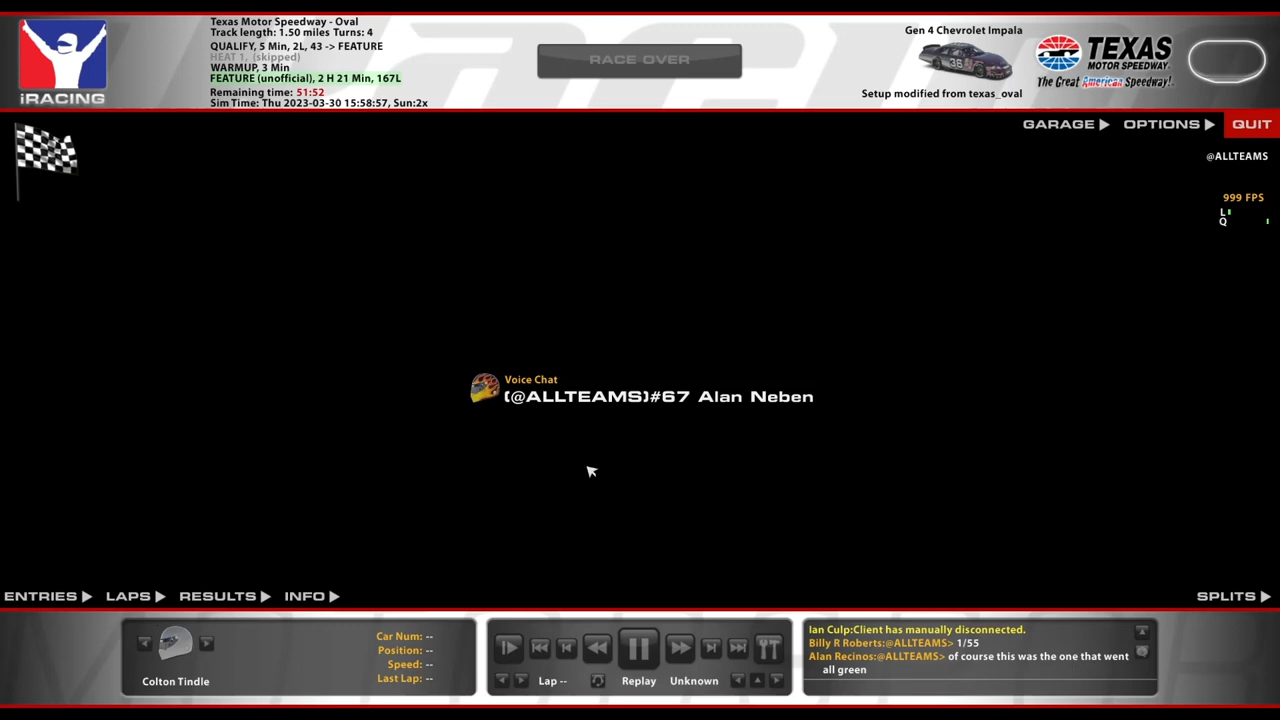 iRACING
Texas Motor Speedway - Oval
Track length: 1.50 miles Turns: 4
QUALIFY, 5 Min, 2L, 43 -> FEATURE
HEAT 1, (skipped)
WARMUP, 3 Min
FEATURE (unofficial), 2 H 21 Min, 167L
Remaining time: 51:52
Sim Time: Thu 2023-03-30 15:58:57, Sun:2x
RACE OVER
Gen 4 Chevrolet Impala
36
Setup modified from texas_oval
TEXAS
MOTOR SPEEDWAY
The Great American Speedway!
GARAGE
OPTIONS
QUIT
@ALLTEAMS
999 FPS
L
Q
Voice Chat
(@ALLTEAMS)#67 Alan Neben
ENTRIES
LAPS
RESULTS
INFO
SPLITS
Colton Tindle
Car Num: --
Position: --
Speed: --
Last Lap: --
Lap --
Replay
Unknown
Ian Culp:Client has manually disconnected.
Billy R Roberts:@ALLTEAMS> 1/55
Alan Recinos:@ALLTEAMS> of course this was the one that went
all green